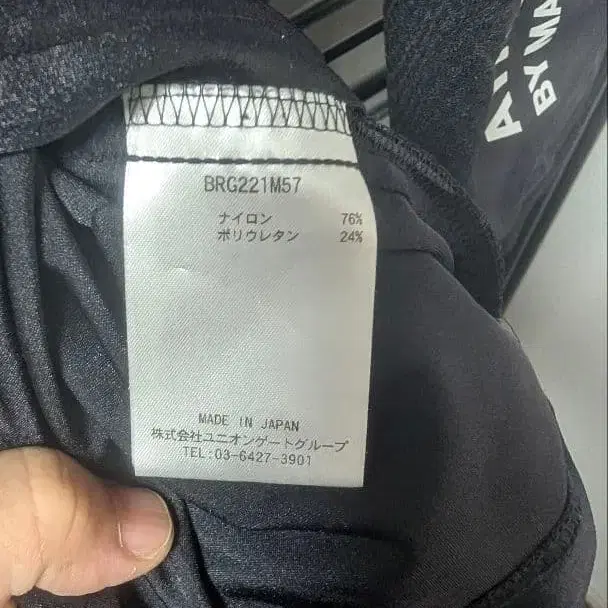 BRG221M57
ナイロン 76%
ポリウレタン 24%
MADE IN JAPAN
株式会社ユニオンゲートグループ
TEL:03-6427-3901
BY MA